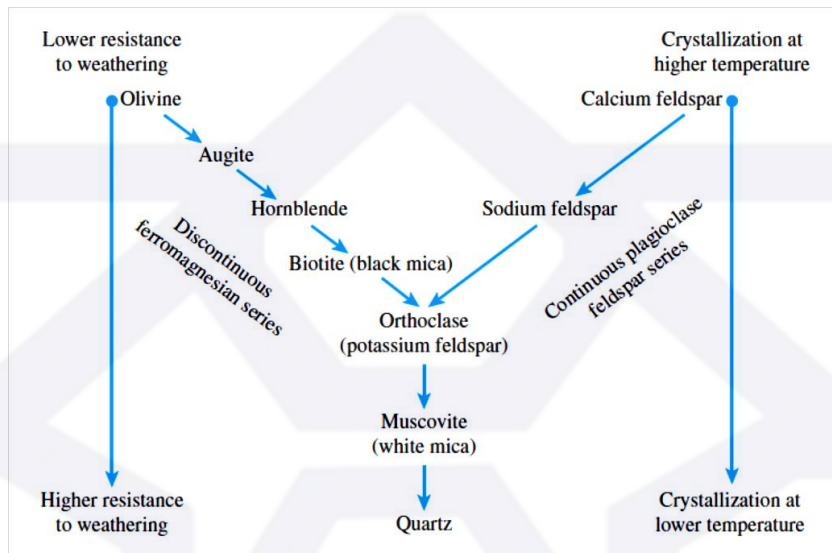 Lower resistance
to weathering
Crystallization at
higher temperature
Olivine
Calcium feldspar
Augite
Hornblende
Sodium feldspar
Discontinuous
ferromagnesian series
Continuous plagioclase
feldspar series
Biotite (black mica)
Orthoclase
(potassium feldspar)
Muscovite
(white mica)
Higher resistance
to weathering
Quartz
Crystallization at
lower temperature